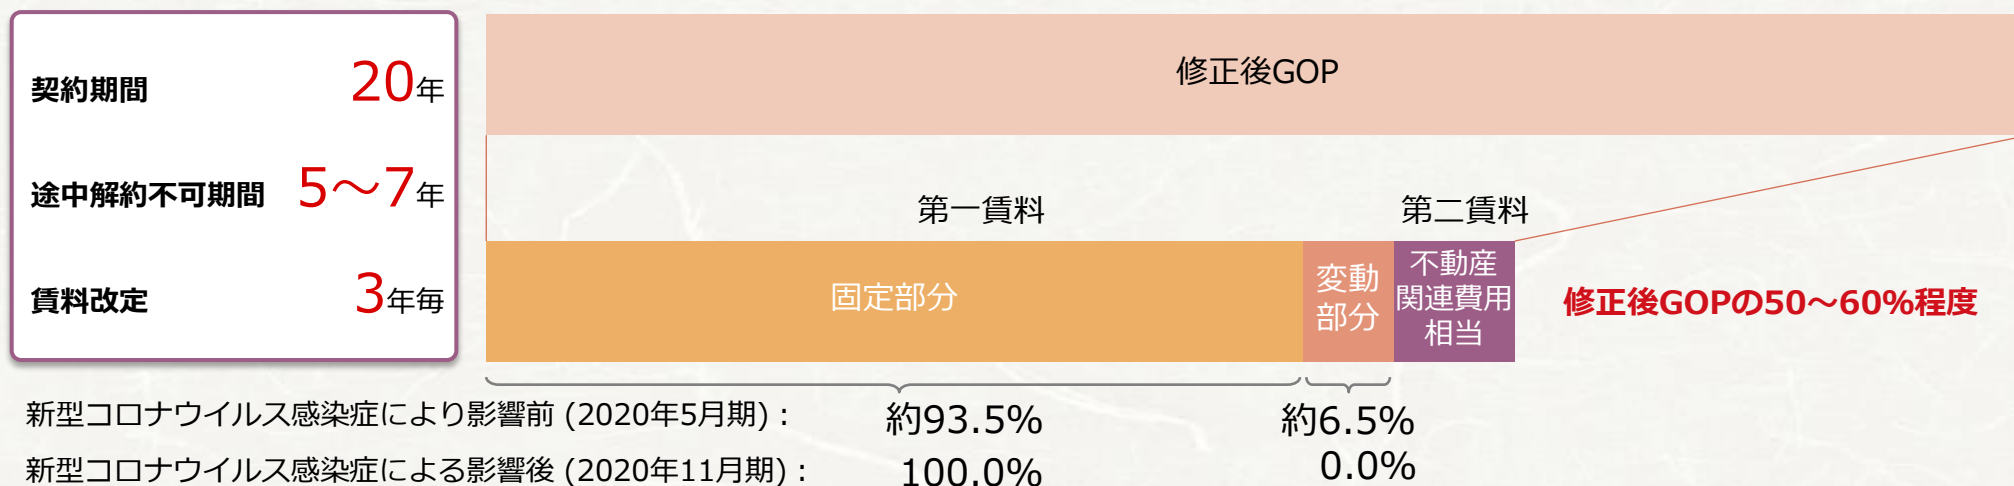 契約期間 20年
途中解約不可期間 5～7年
賃料改定 3年毎
修正後GOP
第一賃料
第二賃料
固定部分
変動
部分
不動産
関連費用
相当
修正後GOPの50～60%程度
新型コロナウイルス感染症により影響前 (2020年5月期)： 約93.5% 約6.5%
新型コロナウイルス感染症による影響後 (2020年11月期)： 100.0% 0.0%